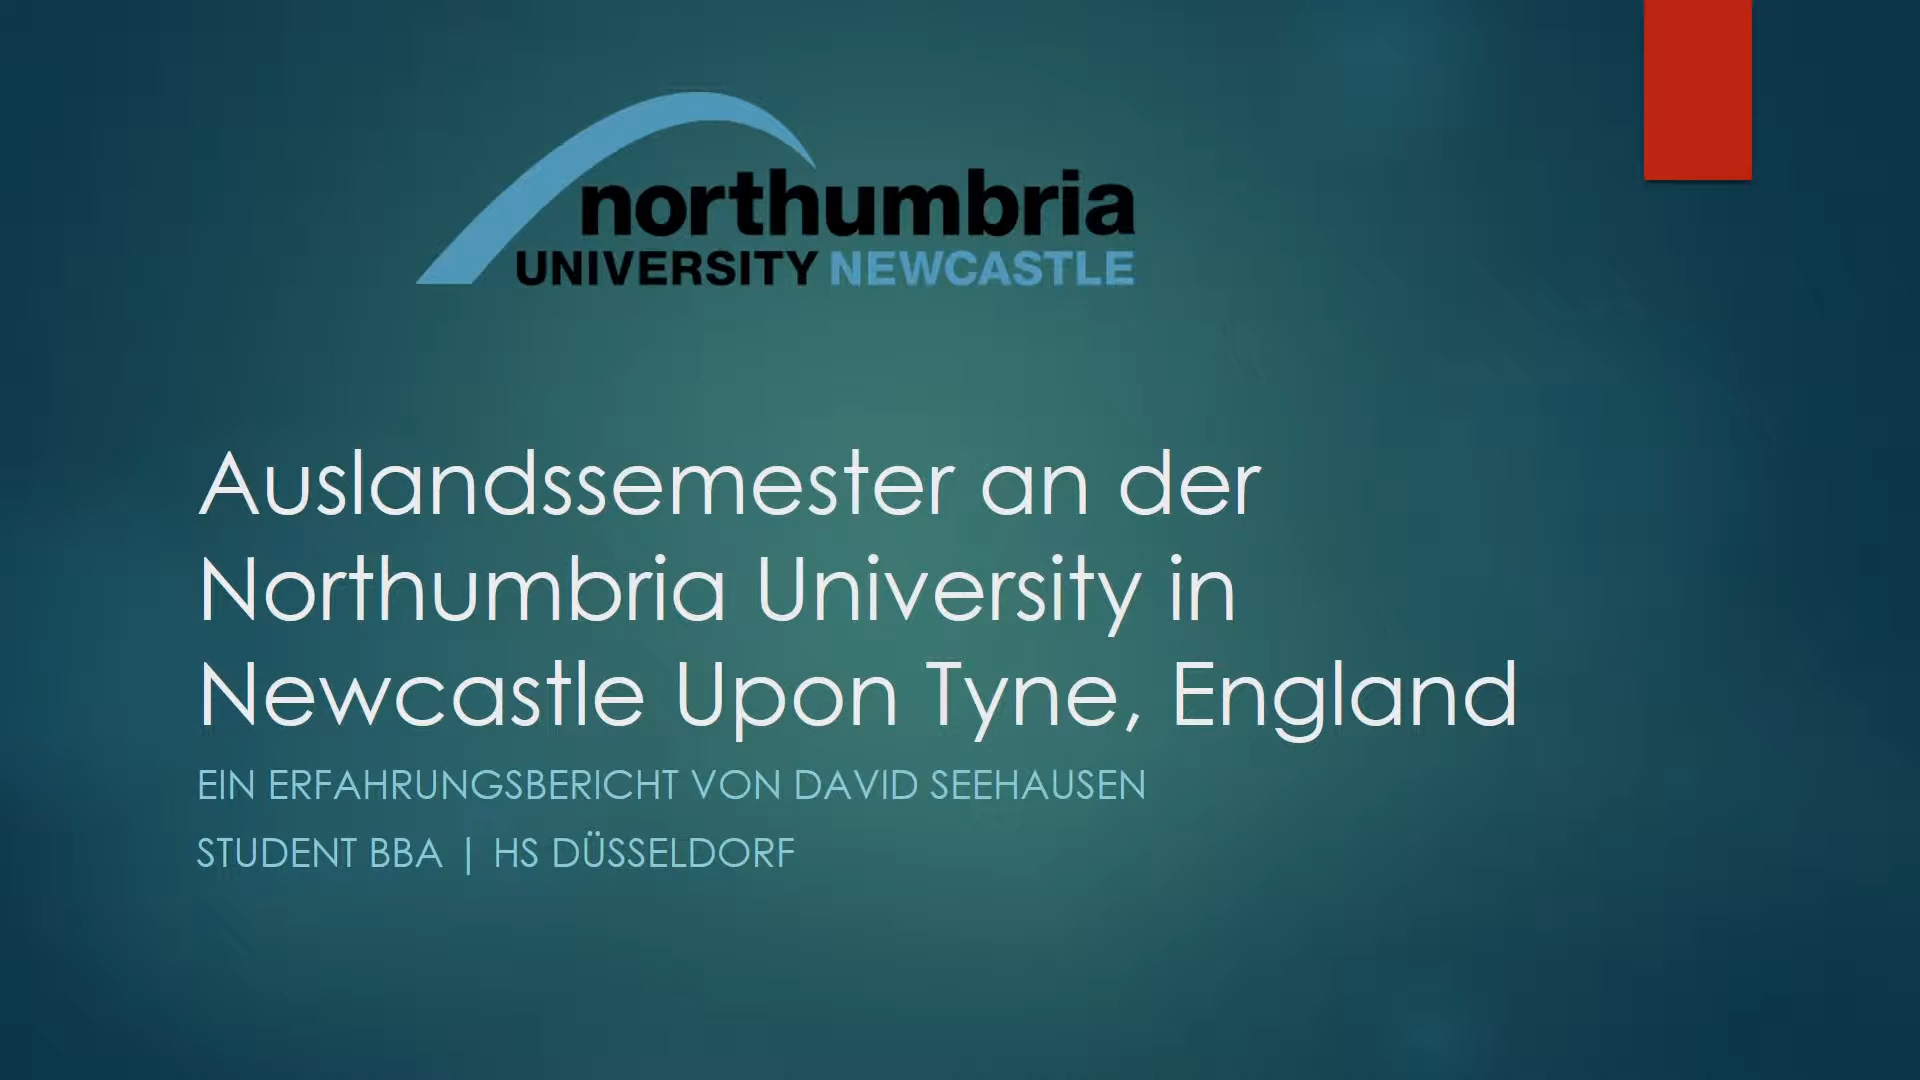 northumbria
UNIVERSITY NEWCASTLE
Auslandssemester an der
Northumbria University in
Newcastle Upon Tyne, England
EIN ERFAHRUNGSBERICHT VON DAVID SEEHAUSEN
STUDENT BBA | HS DÜSSELDORF